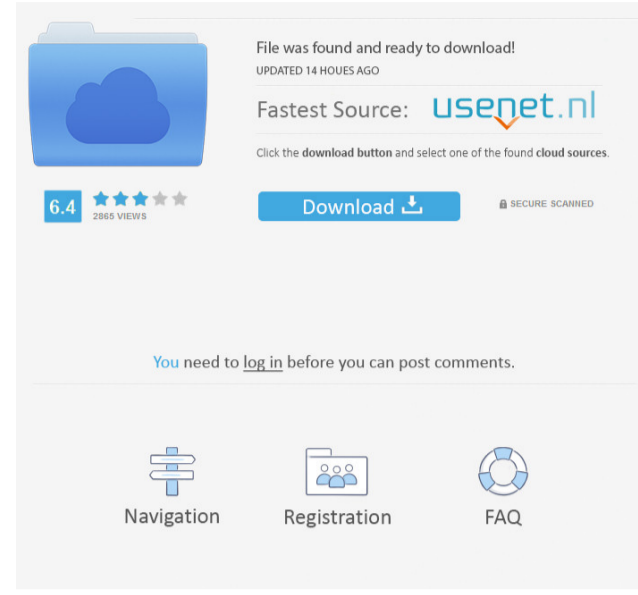 File was found and ready to download!
UPDATED 14 HOUES AGO
Fastest Source: usenet.nl
Click the download button and select one of the found cloud sources.
6.4
2865 VIEWS
Download
SECURE SCANNED
You need to log in before you can post comments.
Navigation
Registration
FAQ